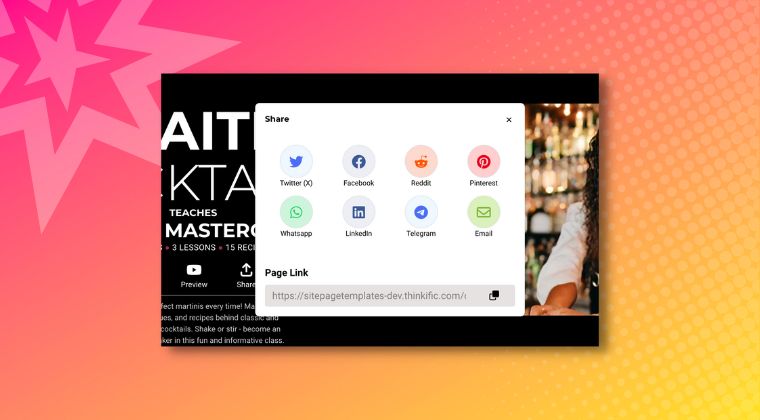 AIT
CKTA
TEACHES
MASTERC
3 LESSONS • 15 RECI
Preview
Share
fect martinis every time! Ma
ues, and recipes behind classic and
cocktails. Shake or stir - become an
ker in this fun and informative class.
Share
×
Twitter (X)
Facebook
Reddit
Pinterest
Whatsapp
LinkedIn
Telegram
Email
Page Link
https://sitepagetemplates-dev.thinkific.com/